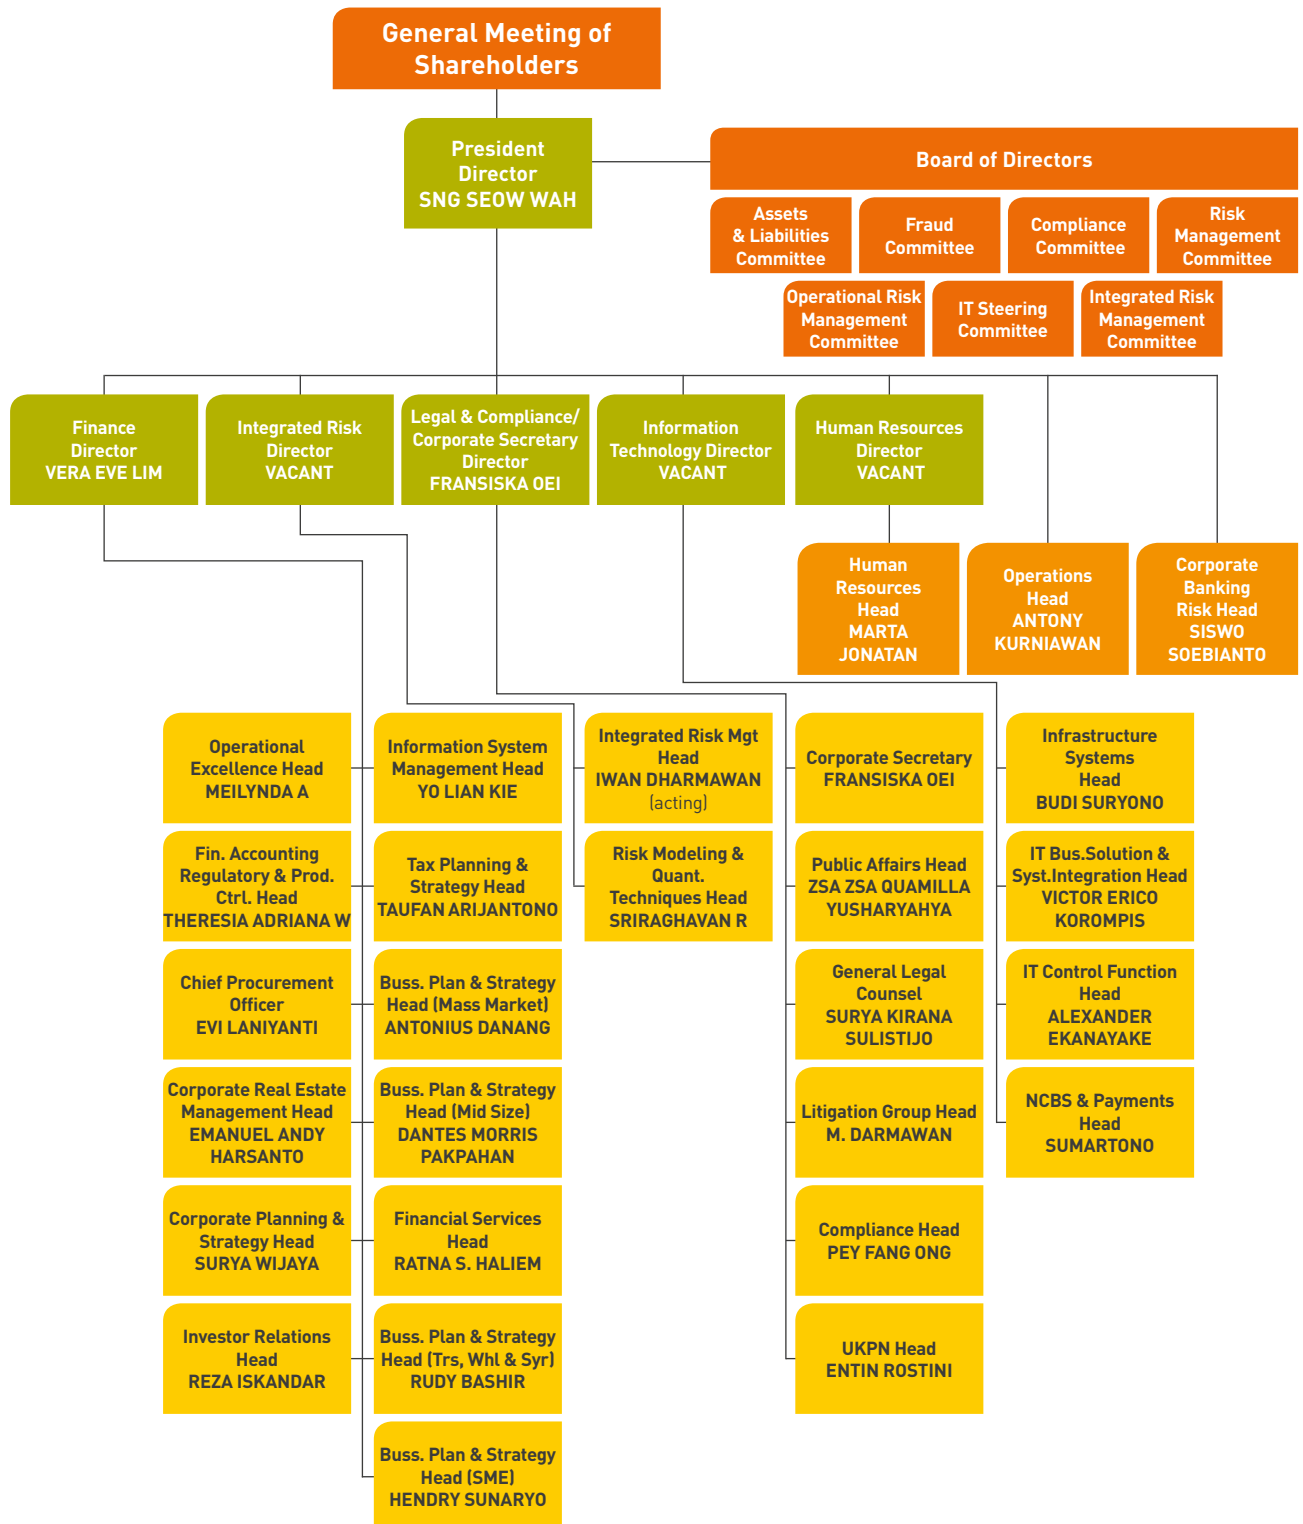 General Meeting of
Shareholders
President
Director
SNG SEOW WAH
Board of Directors
Assets
& Liabilities
Committee
Fraud
Committee
Compliance
Committee
Risk
Management
Committee
Operational Risk
Management
Committee
IT Steering
Committee
Integrated Risk
Management
Committee
Finance
Director
VERA EVE LIM
Integrated Risk
Director
VACANT
Legal & Compliance/
Corporate Secretary
Director
FRANSISKA OEI
Information
Technology Director
VACANT
Human Resources
Director
VACANT
Human
Resources
Head
MARTA
JONATAN
Operations
Head
ANTONY
KURNIAWAN
Corporate
Banking
Risk Head
SISWO
SOEBIANTO
Operational
Excellence Head
MEILYNDA A
Information System
Management Head
YO LIAN KIE
Integrated Risk Mgt
Head
IWAN DHARMAWAN
(acting)
Corporate Secretary
FRANSISKA OEI
Infrastructure
Systems
Head
BUDI SURYONO
Fin. Accounting
Regulatory & Prod.
Ctrl. Head
THERESIA ADRIANA W
Tax Planning &
Strategy Head
TAUFAN ARIJANTONO
Risk Modeling &
Quant.
Techniques Head
SRIRAGHAVAN R
Public Affairs Head
ZSA ZSA QUAMILLA
YUSHARYAHYA
IT Bus.Solution &
Syst.Integration Head
VICTOR ERICO
KOROMPIS
Chief Procurement
Officer
EVI LANIYANTI
Buss. Plan & Strategy
Head (Mass Market)
ANTONIUS DANANG
General Legal
Counsel
SURYA KIRANA
SULISTIJO
IT Control Function
Head
ALEXANDER
EKANAYAKE
Corporate Real Estate
Management Head
EMANUEL ANDY
HARSANTO
Buss. Plan & Strategy
Head (Mid Size)
DANTES MORRIS
PAKPAHAN
Litigation Group Head
M. DARMAWAN
NCBS & Payments
Head
SUMARTONO
Corporate Planning &
Strategy Head
SURYA WIJAYA
Financial Services
Head
RATNA S. HALIEM
Compliance Head
PEY FANG ONG
Investor Relations
Head
REZA ISKANDAR
Buss. Plan & Strategy
Head (Trs, Whl & Syr)
RUDY BASHIR
UKPN Head
ENTIN ROSTINI
Buss. Plan & Strategy
Head (SME)
HENDRY SUNARYO